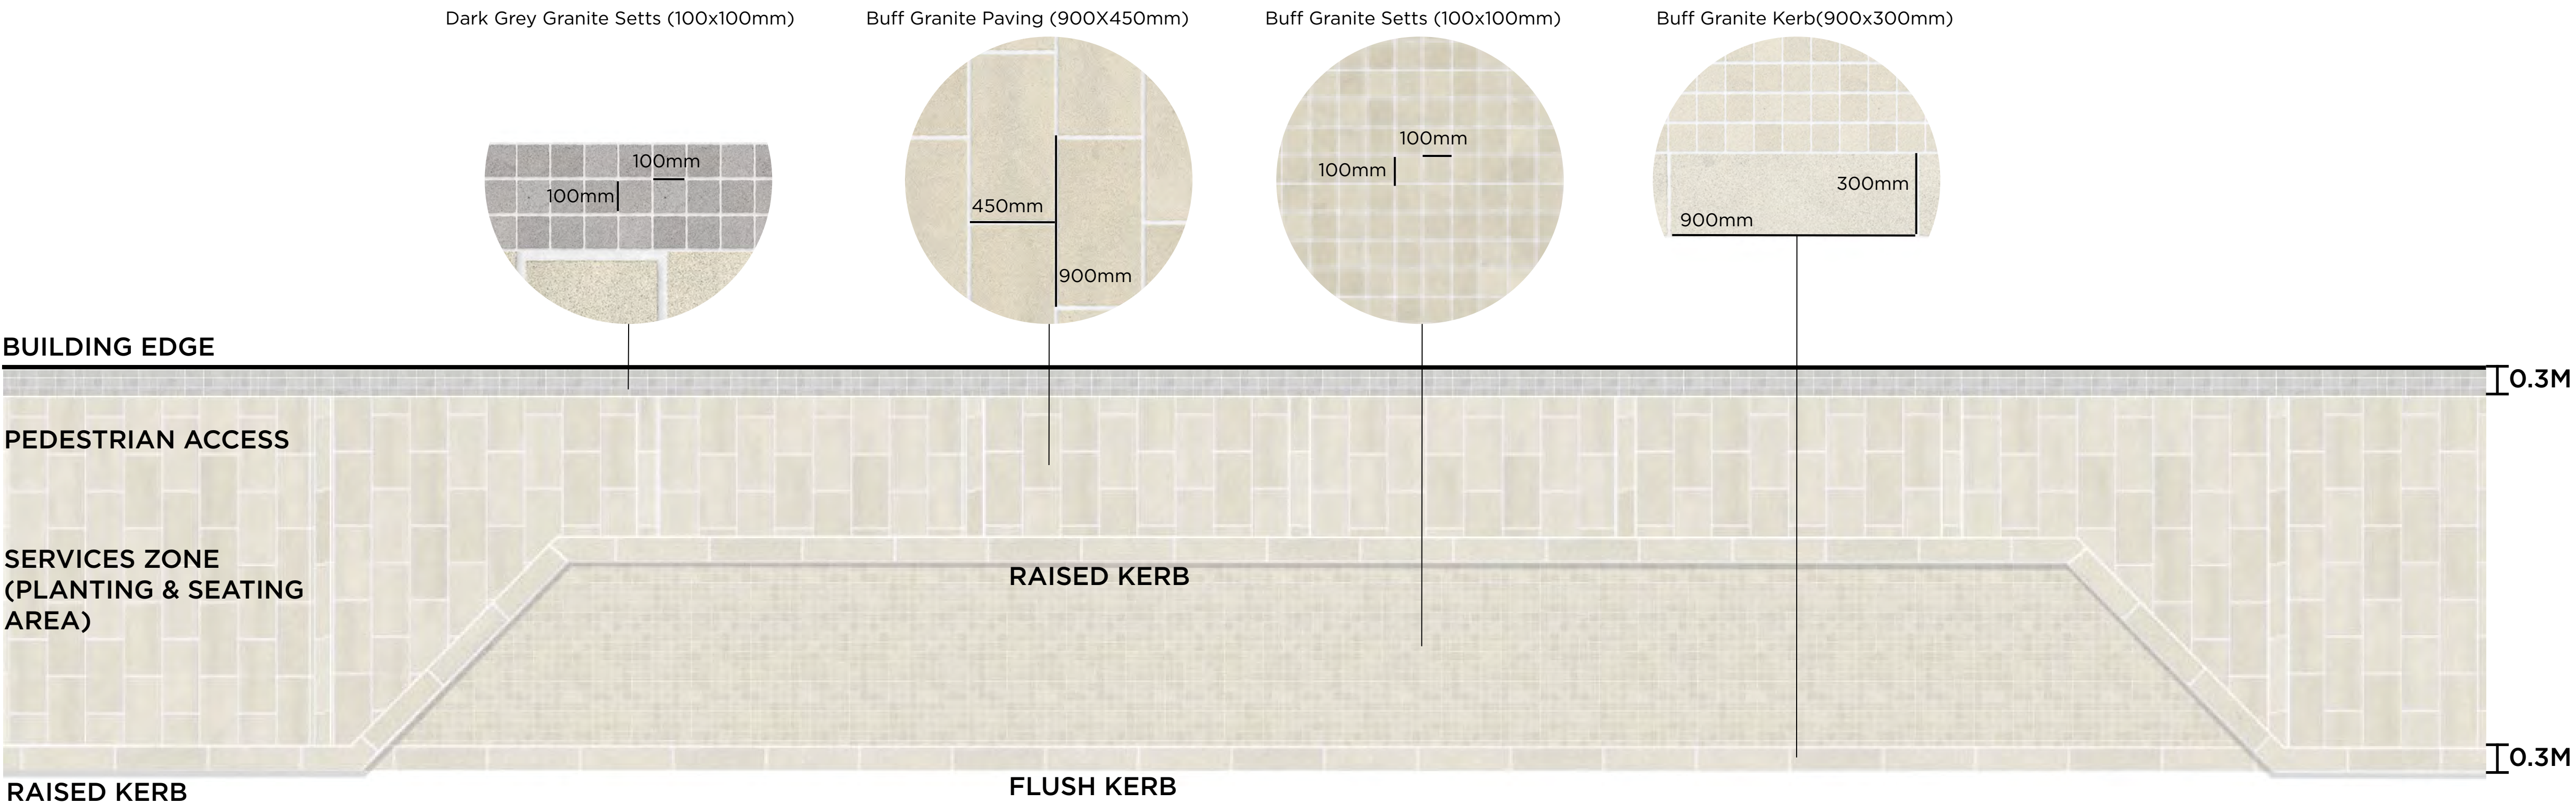 Dark Grey Granite Setts (100x100mm)
Buff Granite Paving (900X450mm)
Buff Granite Setts (100x100mm)
Buff Granite Kerb(900x300mm)
100mm
100mm
450mm
900mm
100mm
100mm
300mm
900mm
BUILDING EDGE
0.3M
PEDESTRIAN ACCESS
SERVICES ZONE
(PLANTING & SEATING
AREA)
RAISED KERB
0.3M
RAISED KERB
FLUSH KERB